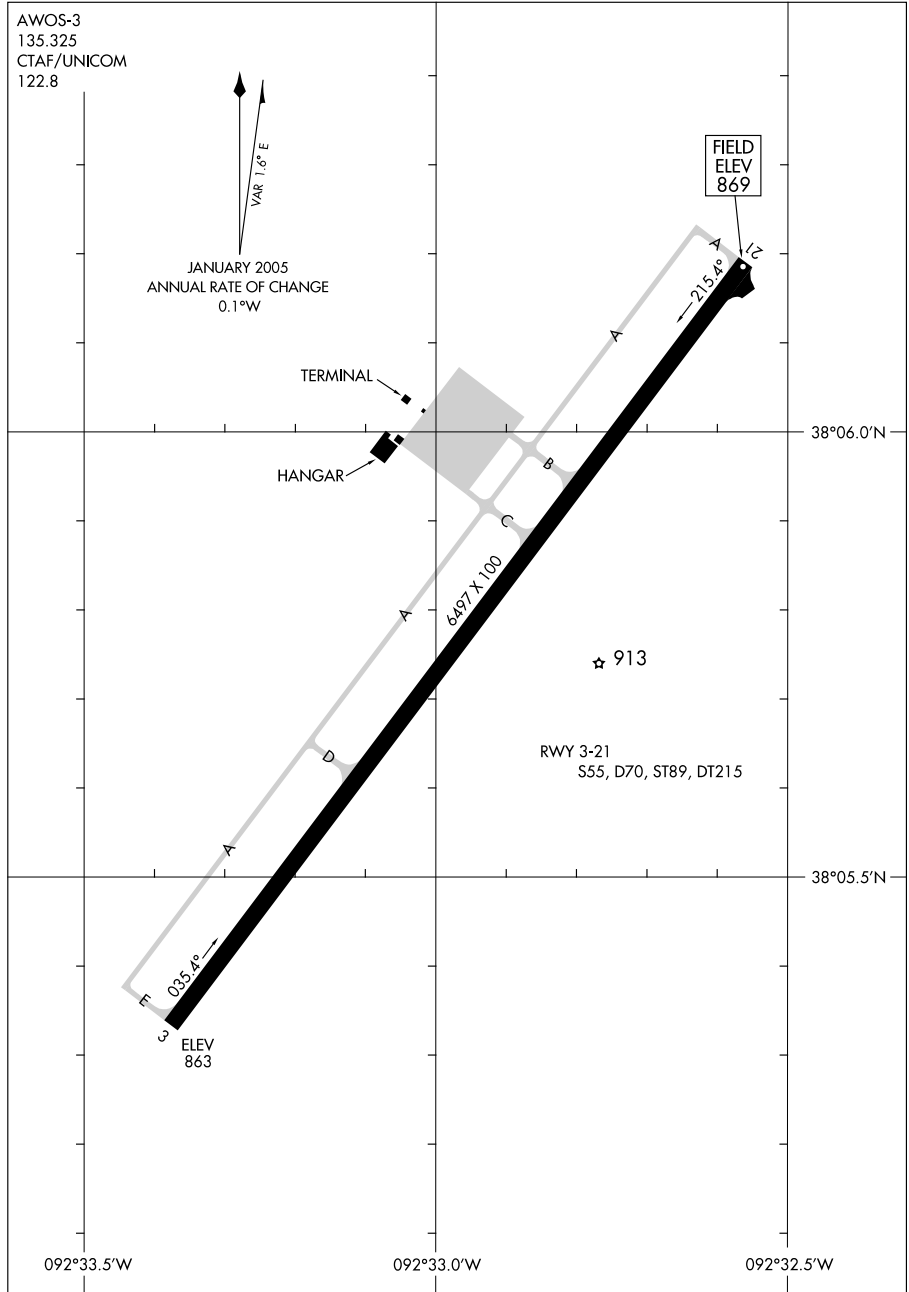 AWOS-3
135.325
CTAF/UNICOM
122.8
VAR 1.6° E
JANUARY 2005
ANNUAL RATE OF CHANGE
0.1°W
FIELD
ELEV
869
A
21
215.4°
A
TERMINAL
38°06.0'N
HANGAR
B
C
6497 X 100
A
913
D
RWY 3-21
S55, D70, ST89, DT215
A
38°05.5'N
035.4°
E
3
ELEV
863
092°33.5'W
092°33.0'W
092°32.5'W